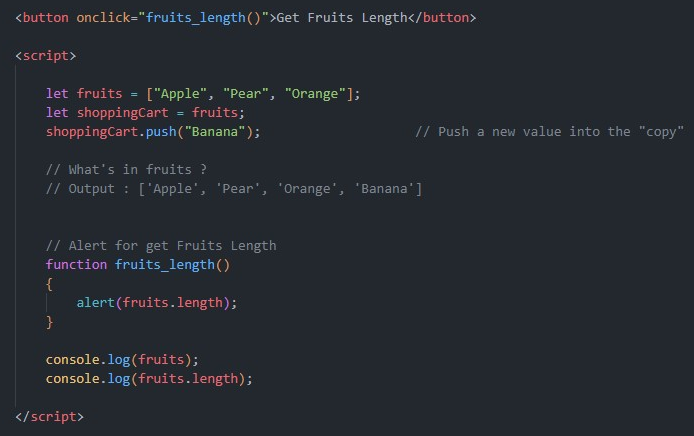 <button onclick="fruits_length()">Get Fruits Length</button>
<script>
let fruits = ["Apple", "Pear", "Orange"];
let shoppingCart = fruits;
shoppingCart.push("Banana"); // Push a new value into the "copy"
// What's in fruits ?
// Output : ['Apple', 'Pear', 'Orange', 'Banana']
// Alert for get Fruits Length
function fruits_length()
{
alert(fruits.length);
}
console.log(fruits);
console.log(fruits.length);
</script>